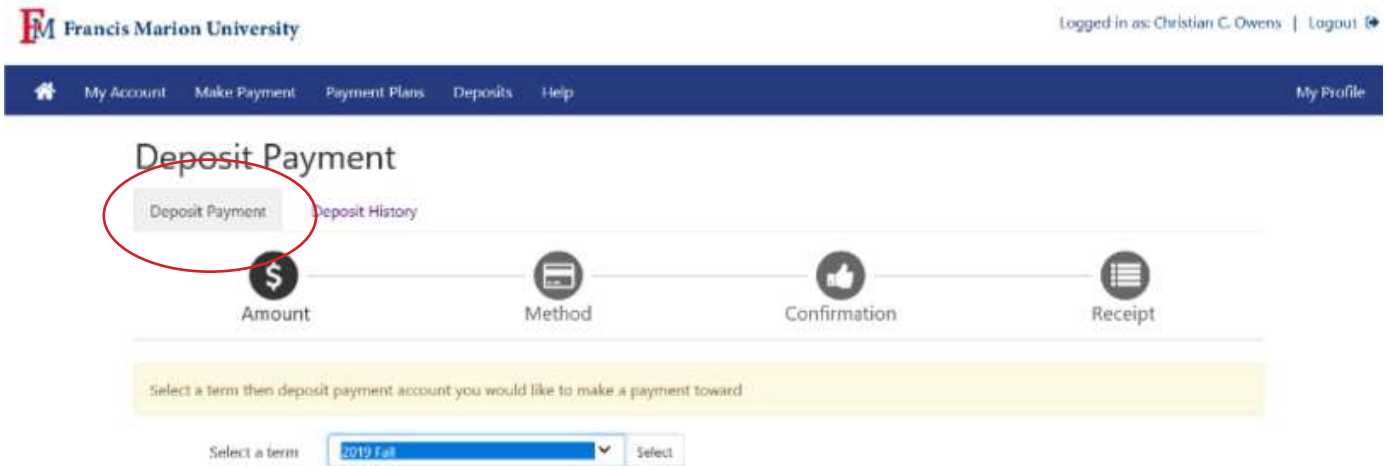 FM Francis Marion University
Logged in as: Christian C. Owens | Logout
My Account Make Payment Payment Plans Deposits Help My Profile
Deposit Payment
Deposit Payment Deposit History
$
Amount Method Confirmation Receipt
Select a term then deposit payment account you would like to make a payment toward
Select a term 2019 Fall Select